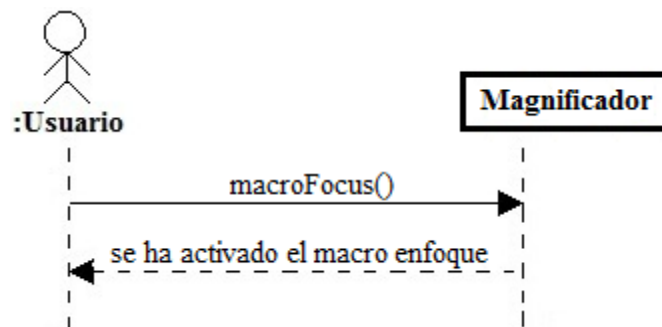 :Usuario
Magnificador
macroFocus()
se ha activado el macro enfoque